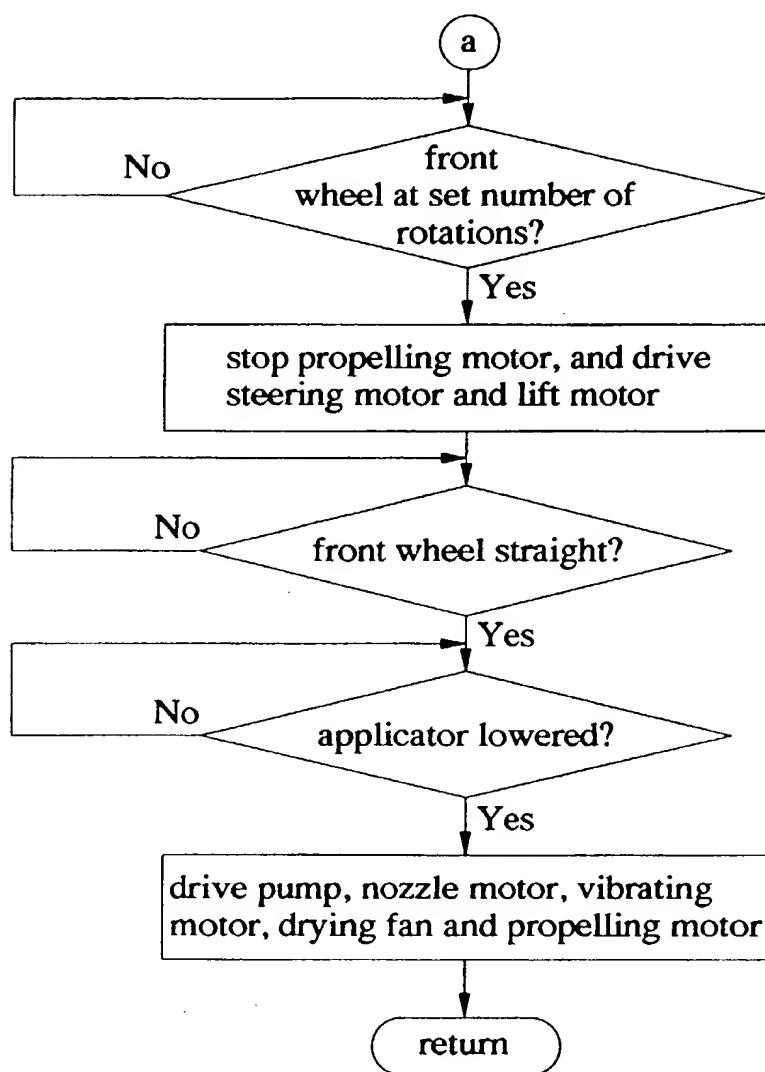 a
front
wheel at set number of
rotations?
No
Yes
stop propelling motor, and drive
steering motor and lift motor
No
front wheel straight?
Yes
No
applicator lowered?
Yes
drive pump, nozzle motor, vibrating
motor, drying fan and propelling motor
return